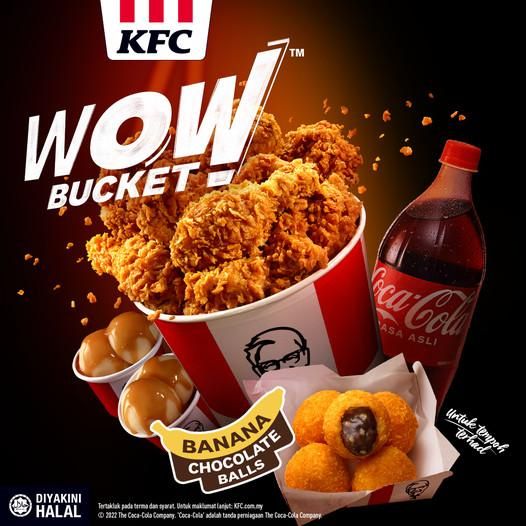 KFC
WOW!
BUCKET
TM
Coca-Cola
RASA ASLI
BANANA
CHOCOLATE
BALLS
Untuk tempoh
terhad
DIYAKINI
HALAL
Tertakluk pada terma dan syarat. Untuk maklumat lanjut: KFC.com.my
© 2022 The Coca-Cola Company. 'Coca-Cola' adalah tanda perniagaan The Coca-Cola Company.